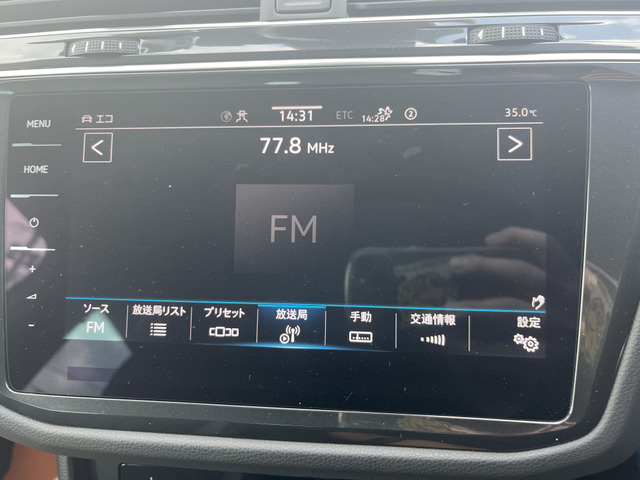 MENU
HOME
エコ
14:31
ETC
14:28
2
35.0℃
77.8 MHz
FM
ソース
FM
放送局リスト
プリセット
放送局
手動
交通情報
設定